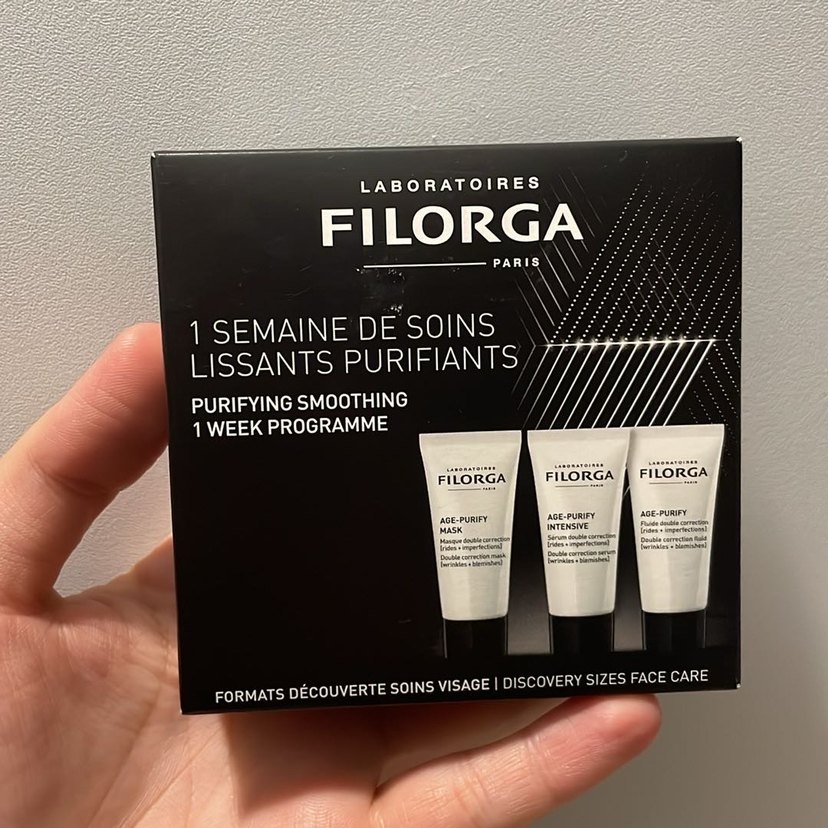 LABORATOIRES
FILORGA
PARIS
1 SEMAINE DE SOINS
LISSANTS PURIFIANTS
PURIFYING SMOOTHING
1 WEEK PROGRAMME
LABORATOIRES
FILORGA
PARIS
AGE-PURIFY
MASK
Masque double correction
[rides + imperfections]
Double correction mask
[wrinkles + blemishes]
LABORATOIRES
FILORGA
PARIS
AGE-PURIFY
INTENSIVE
Sérum double correction
[rides + imperfections]
Double correction serum
[wrinkles + blemishes]
LABORATOIRES
FILORGA
PARIS
AGE-PURIFY
Fluide double correction
[rides + imperfections]
Double correction fluid
[wrinkles + blemishes]
FORMATS DÉCOUVERTE SOINS VISAGE | DISCOVERY SIZES FACE CARE